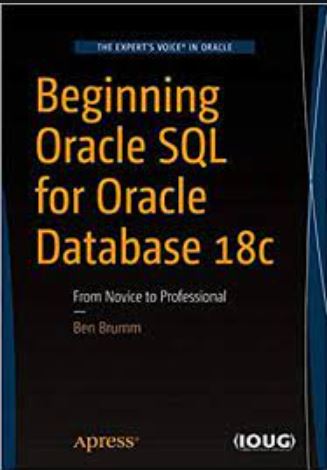 THE EXPERT'S VOICE® IN ORACLE
Beginning
Oracle SQL
for Oracle
Database 18c
From Novice to Professional
Ben Brumm
Apress®
(IOUG)